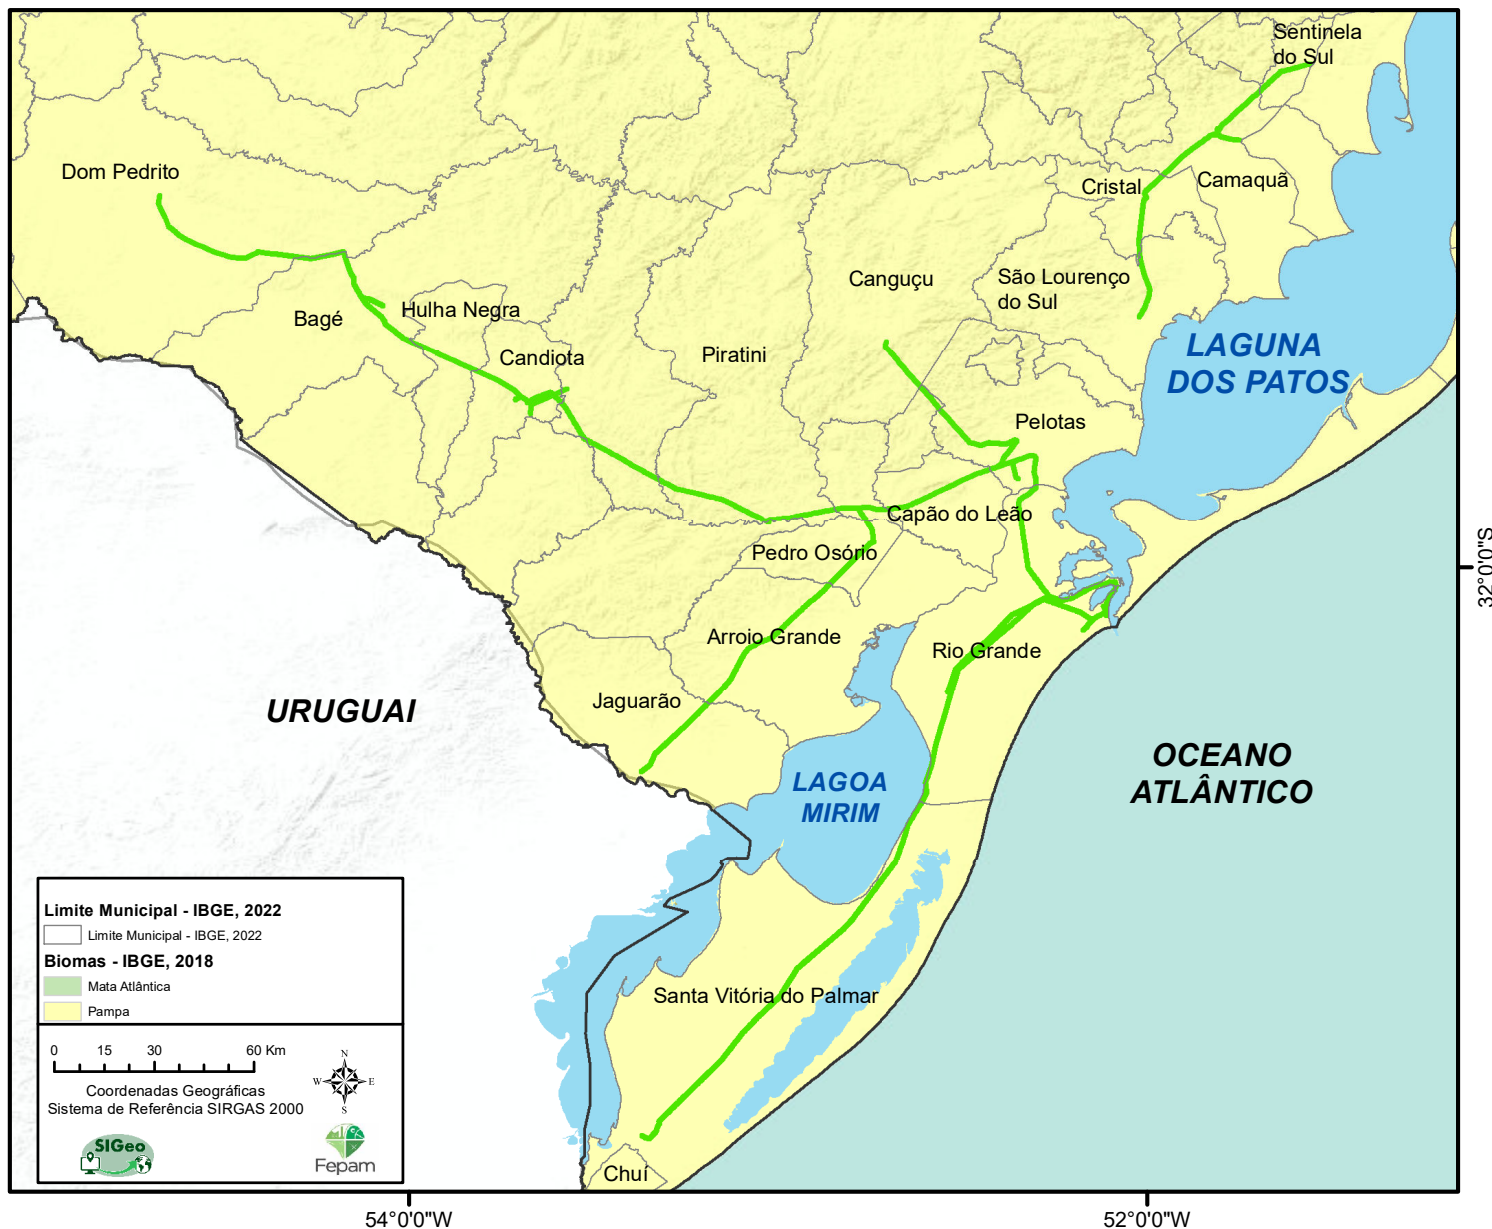 Sentinela
do Sul
Dom Pedrito
Cristal
Camaquã
Canguçu
São Lourenço
do Sul
Bagé
Hulha Negra
Candiota
Piratini
LAGUNA
DOS PATOS
Pelotas
Capão do Leão
Pedro Osório
32°0'0"S
Arroio Grande
Rio Grande
Jaguarão
URUGUAI
OCEANO
ATLÂNTICO
LAGOA
MIRIM
Santa Vitória do Palmar
Chuí
Limite Municipal - IBGE, 2022
Limite Municipal - IBGE, 2022
Biomas - IBGE, 2018
Mata Atlântica
Pampa
0 15 30 60 Km
Coordenadas Geográficas
Sistema de Referência SIRGAS 2000
N
W E
S
SIGeo
Fepam
54°0'0"W
52°0'0"W